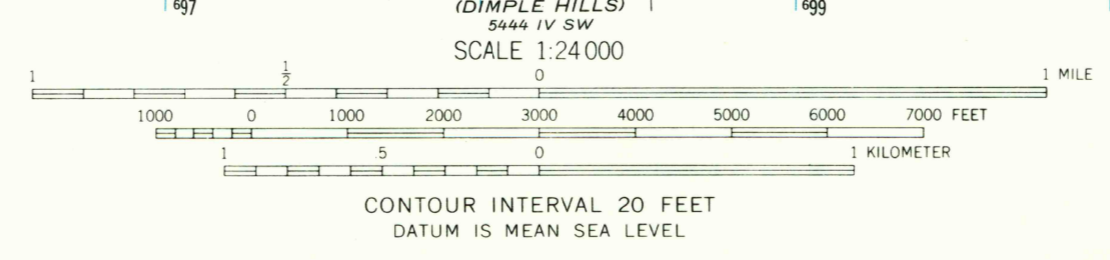 697 (DIMPLE HILLS) 699
5444 IV SW
SCALE 1:24 000
1 1/2 0 1 MILE
1000 0 1000 2000 3000 4000 5000 6000 7000 FEET
1 .5 0 1 KILOMETER
CONTOUR INTERVAL 20 FEET
DATUM IS MEAN SEA LEVEL